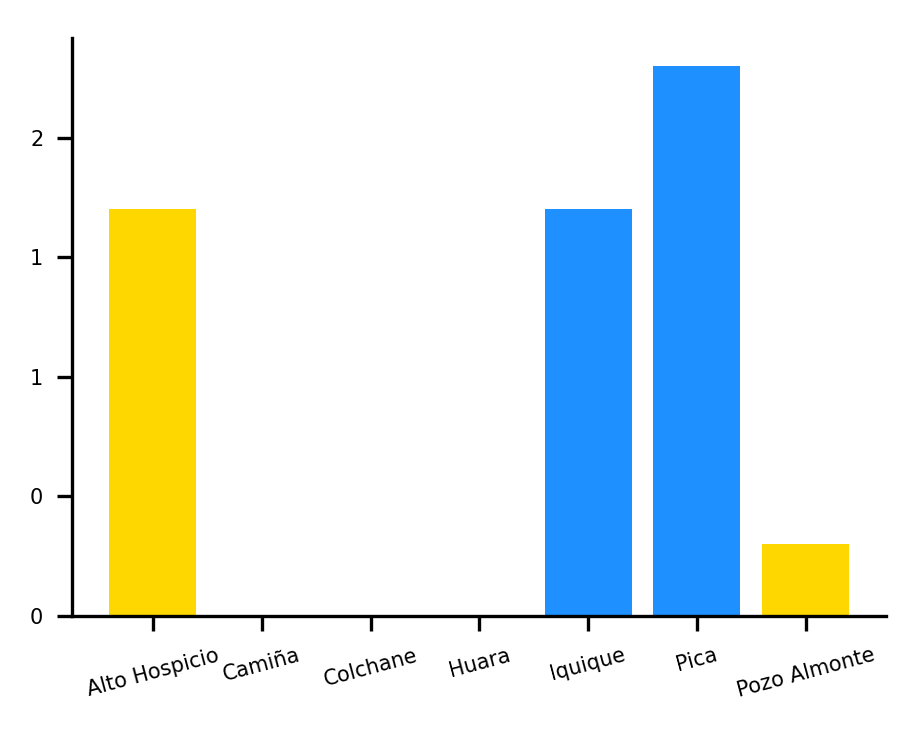 2
1
1
0
0
Alto Hospicio
Camiña
Colchane
Huara
Iquique
Pica
Pozo Almonte